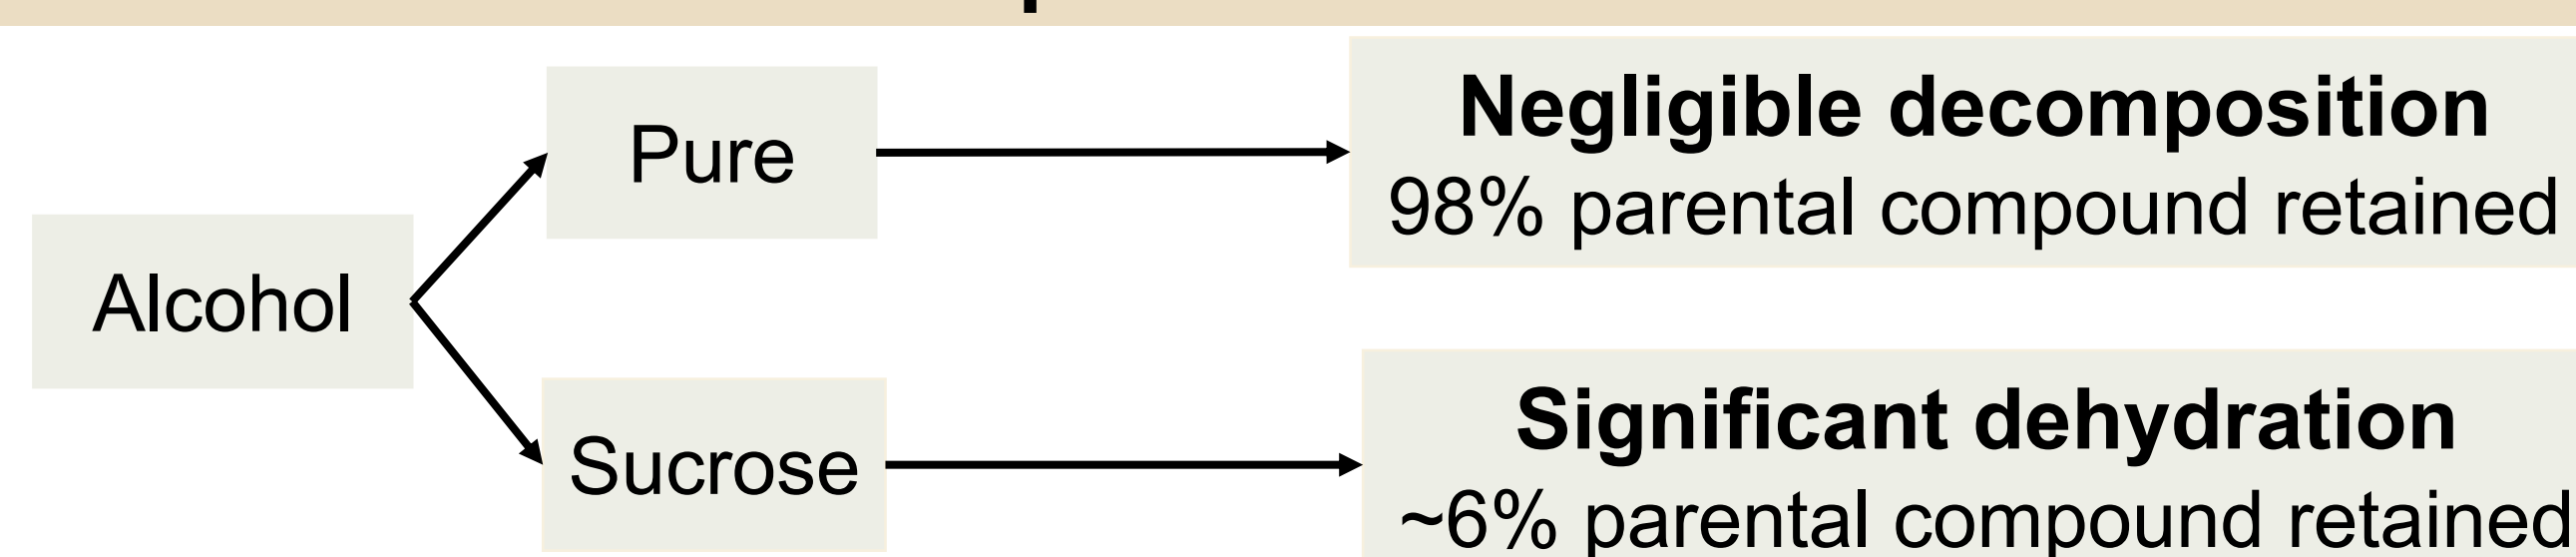 Alcohol
Pure
Negligible decomposition
98% parental compound retained
Sucrose
Significant dehydration
~6% parental compound retained